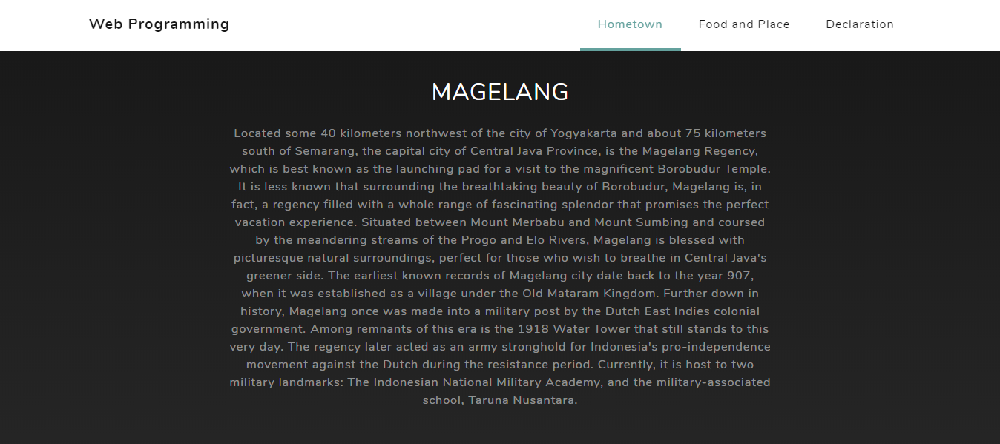 Web Programming
Hometown
Food and Place
Declaration
MAGELANG
Located some 40 kilometers northwest of the city of Yogyakarta and about 75 kilometers
south of Semarang, the capital city of Central Java Province, is the Magelang Regency,
which is best known as the launching pad for a visit to the magnificent Borobudur Temple.
It is less known that surrounding the breathtaking beauty of Borobudur, Magelang is, in
fact, a regency filled with a whole range of fascinating splendor that promises the perfect
vacation experience. Situated between Mount Merbabu and Mount Sumbing and coursed
by the meandering streams of the Progo and Elo Rivers, Magelang is blessed with
picturesque natural surroundings, perfect for those who wish to breathe in Central Java's
greener side. The earliest known records of Magelang city date back to the year 907,
when it was established as a village under the Old Mataram Kingdom. Further down in
history, Magelang once was made into a military post by the Dutch East Indies colonial
government. Among remnants of this era is the 1918 Water Tower that still stands to this
very day. The regency later acted as an army stronghold for Indonesia's pro-independence
movement against the Dutch during the resistance period. Currently, it is host to two
military landmarks: The Indonesian National Military Academy, and the military-associated
school, Taruna Nusantara.